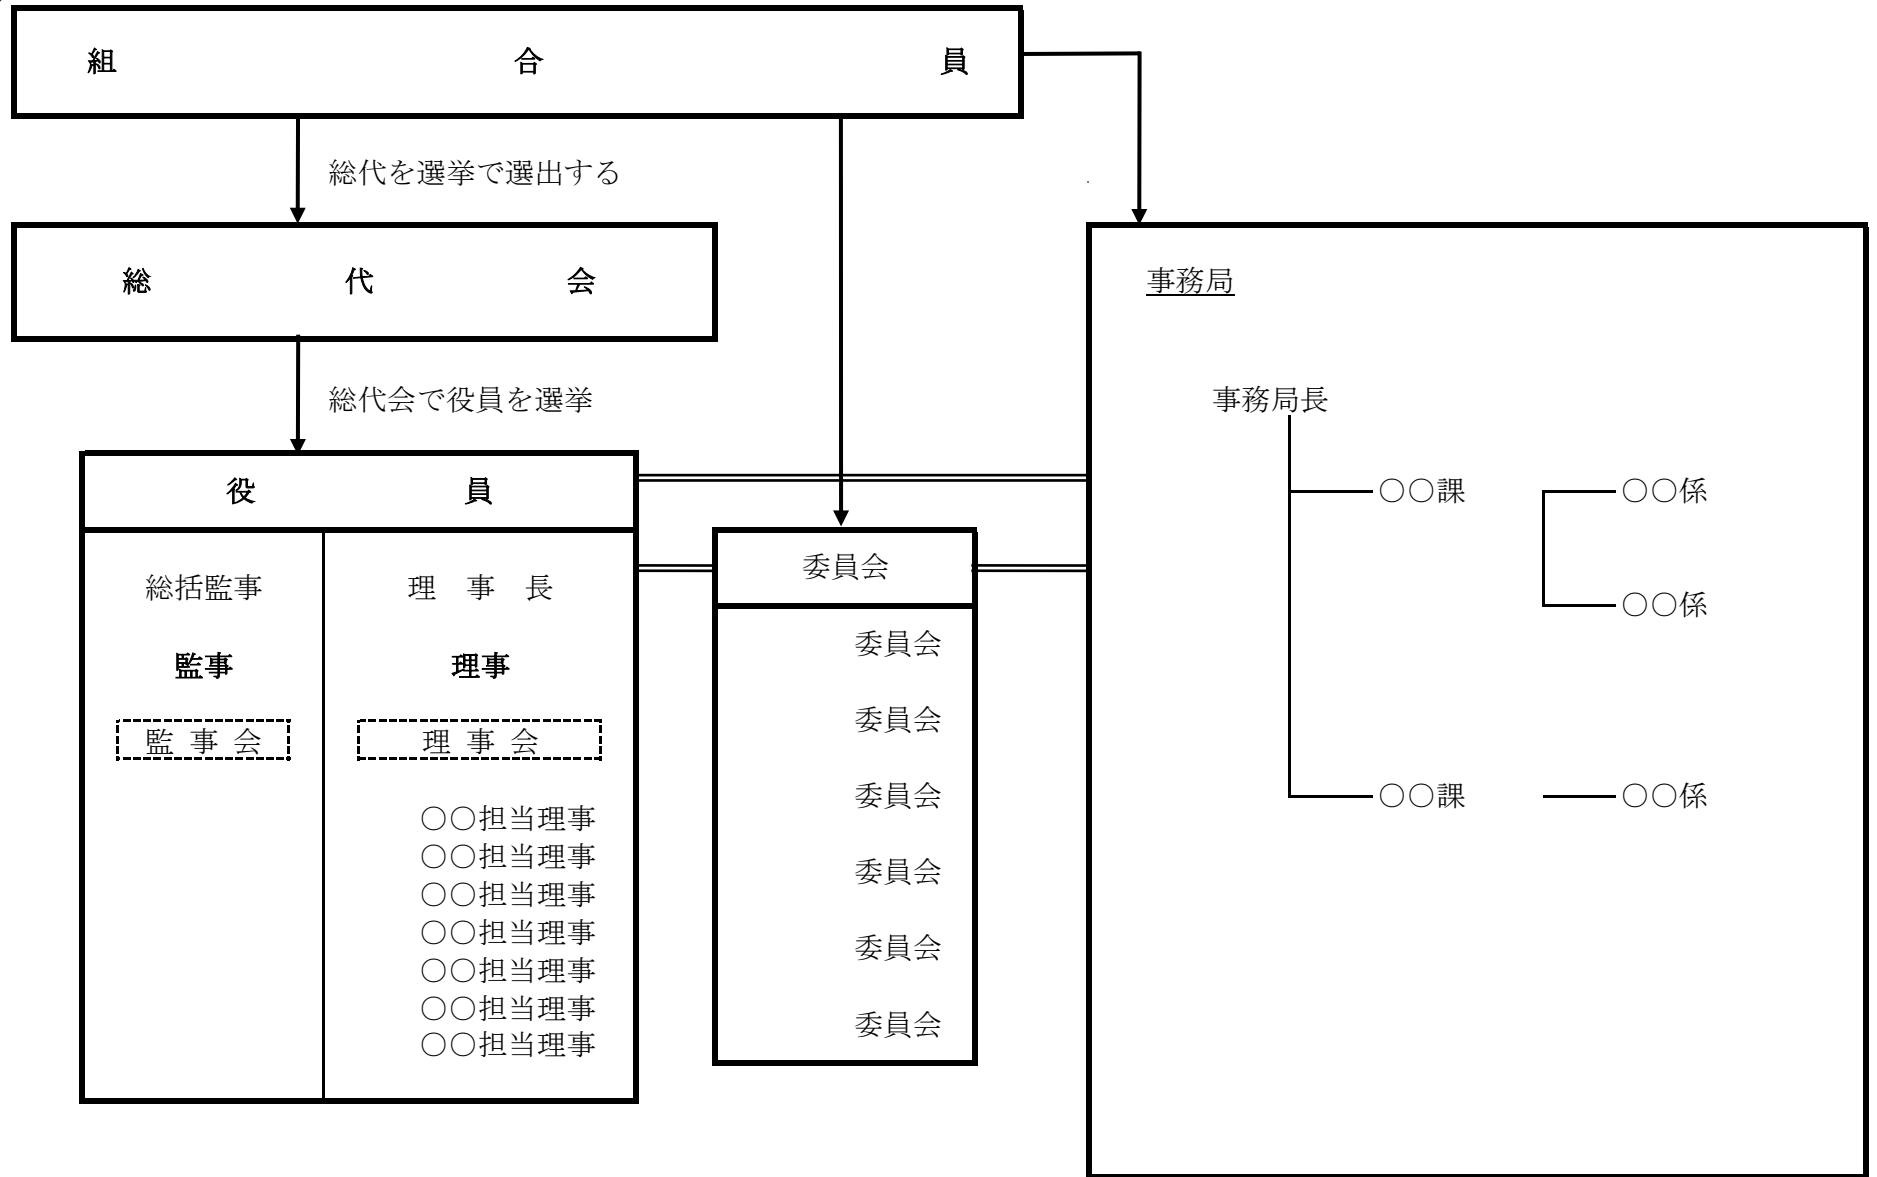 組 合 員
総代を選挙で選出する
総 代 会
総代会で役員を選挙
役 員
総括監事
監事
監 事 会
理 事 長
理事
理 事 会
○○担当理事
○○担当理事
○○担当理事
○○担当理事
○○担当理事
○○担当理事
○○担当理事
委員会
委員会
委員会
委員会
委員会
委員会
委員会
事務局
事務局長
○○課
○○係
○○係
○○課
○○係